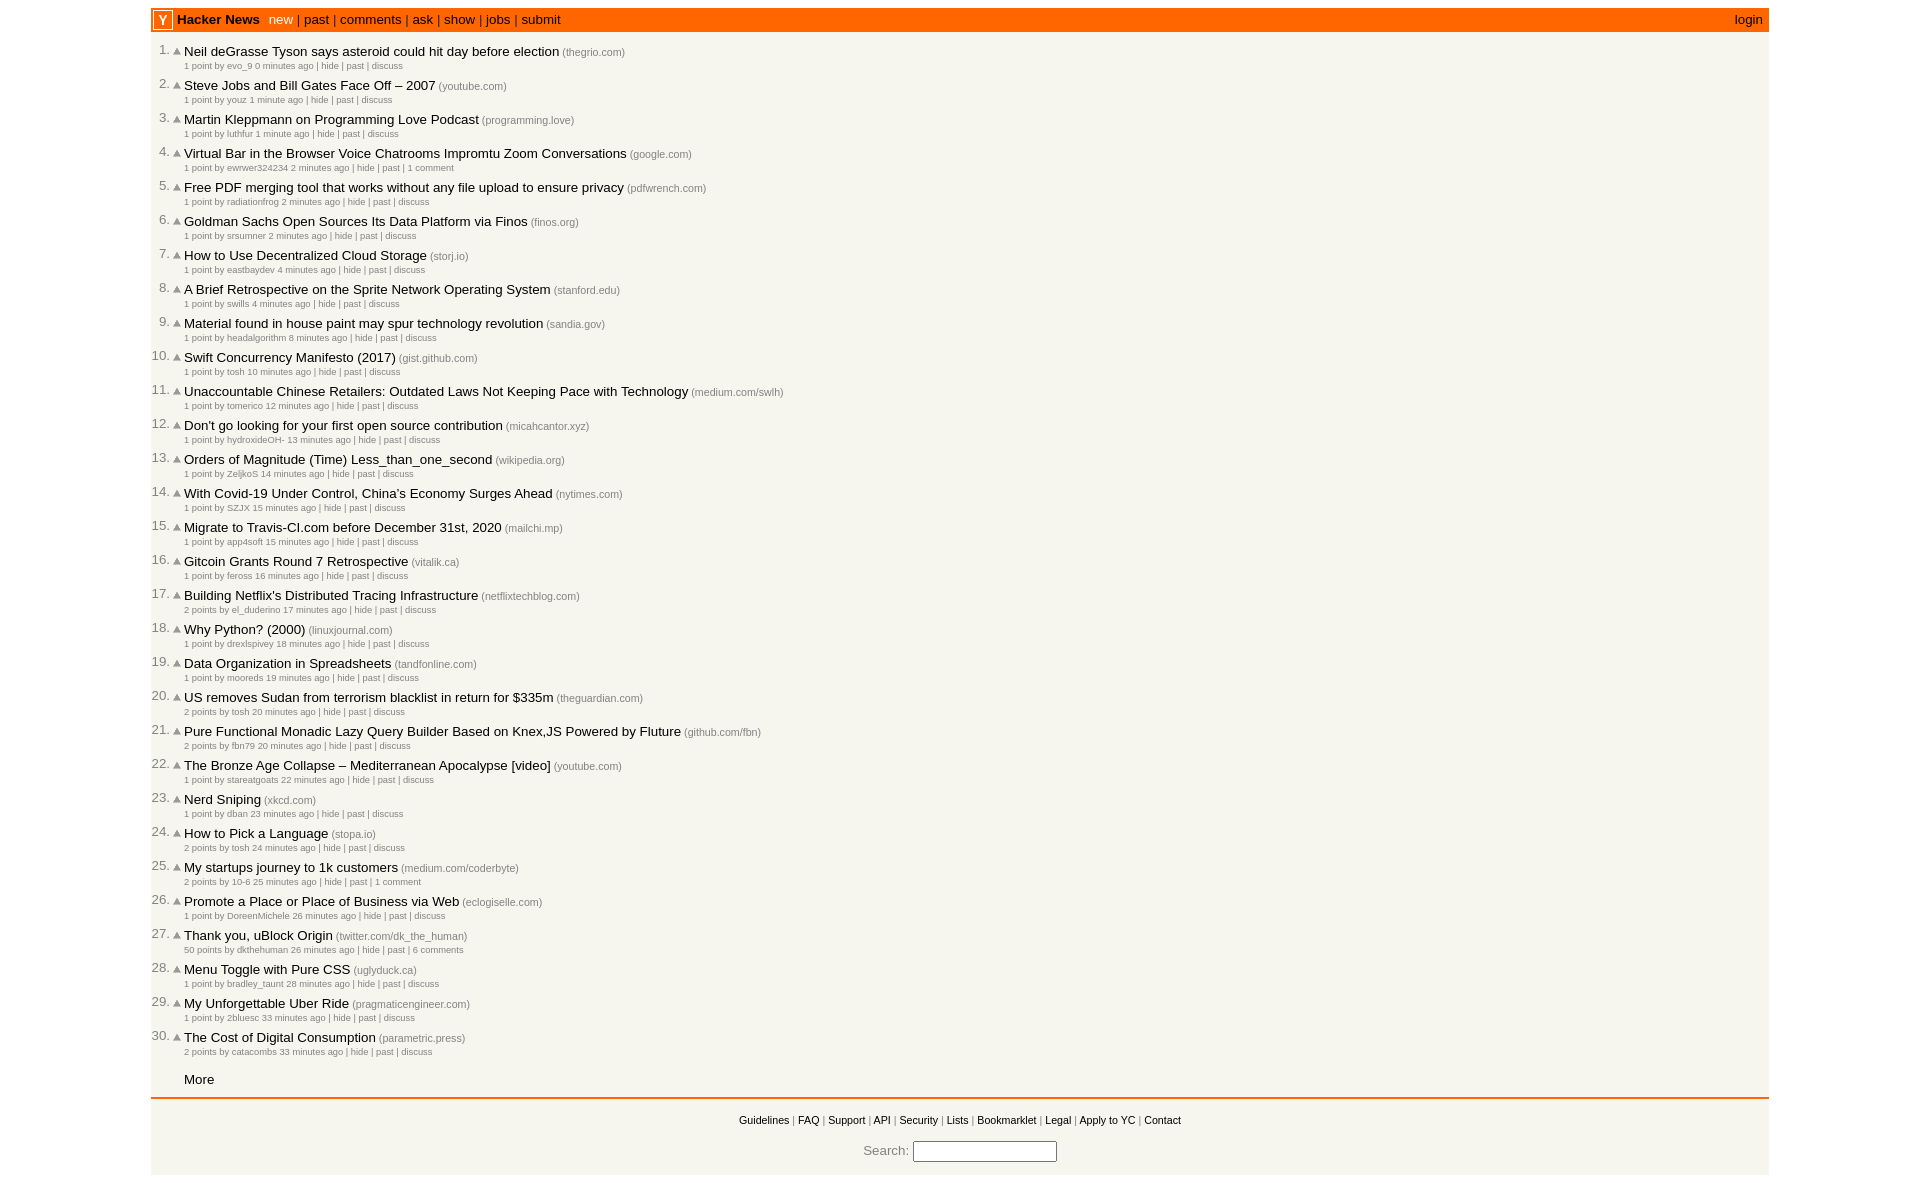 Y Hacker News new | past | comments | ask | show | jobs | submit login
1. Neil deGrasse Tyson says asteroid could hit day before election (thegrio.com)
1 point by evo_9 0 minutes ago | hide | past | discuss
2. Steve Jobs and Bill Gates Face Off – 2007 (youtube.com)
1 point by youz 1 minute ago | hide | past | discuss
3. Martin Kleppmann on Programming Love Podcast (programming.love)
1 point by luthfur 1 minute ago | hide | past | discuss
4. Virtual Bar in the Browser Voice Chatrooms Impromtu Zoom Conversations (google.com)
1 point by ewrwer324234 2 minutes ago | hide | past | 1 comment
5. Free PDF merging tool that works without any file upload to ensure privacy (pdfwrench.com)
1 point by radiationfrog 2 minutes ago | hide | past | discuss
6. Goldman Sachs Open Sources Its Data Platform via Finos (finos.org)
1 point by srsumner 2 minutes ago | hide | past | discuss
7. How to Use Decentralized Cloud Storage (storj.io)
1 point by eastbaydev 4 minutes ago | hide | past | discuss
8. A Brief Retrospective on the Sprite Network Operating System (stanford.edu)
1 point by swills 4 minutes ago | hide | past | discuss
9. Material found in house paint may spur technology revolution (sandia.gov)
1 point by headalgorithm 8 minutes ago | hide | past | discuss
10. Swift Concurrency Manifesto (2017) (gist.github.com)
1 point by tosh 10 minutes ago | hide | past | discuss
11. Unaccountable Chinese Retailers: Outdated Laws Not Keeping Pace with Technology (medium.com/swlh)
1 point by tomerico 12 minutes ago | hide | past | discuss
12. Don't go looking for your first open source contribution (micahcantor.xyz)
1 point by hydroxideOH- 13 minutes ago | hide | past | discuss
13. Orders of Magnitude (Time) Less_than_one_second (wikipedia.org)
1 point by ZeljkoS 14 minutes ago | hide | past | discuss
14. With Covid-19 Under Control, China's Economy Surges Ahead (nytimes.com)
1 point by SZJX 15 minutes ago | hide | past | discuss
15. Migrate to Travis-CI.com before December 31st, 2020 (mailchi.mp)
1 point by app4soft 15 minutes ago | hide | past | discuss
16. Gitcoin Grants Round 7 Retrospective (vitalik.ca)
1 point by feross 16 minutes ago | hide | past | discuss
17. Building Netflix's Distributed Tracing Infrastructure (netflixtechblog.com)
2 points by el_duderino 17 minutes ago | hide | past | discuss
18. Why Python? (2000) (linuxjournal.com)
1 point by drexlspivey 18 minutes ago | hide | past | discuss
19. Data Organization in Spreadsheets (tandfonline.com)
1 point by mooreds 19 minutes ago | hide | past | discuss
20. US removes Sudan from terrorism blacklist in return for $335m (theguardian.com)
2 points by tosh 20 minutes ago | hide | past | discuss
21. Pure Functional Monadic Lazy Query Builder Based on Knex,JS Powered by Fluture (github.com/fbn)
2 points by fbn79 20 minutes ago | hide | past | discuss
22. The Bronze Age Collapse – Mediterranean Apocalypse [video] (youtube.com)
1 point by stareatgoats 22 minutes ago | hide | past | discuss
23. Nerd Sniping (xkcd.com)
1 point by dban 23 minutes ago | hide | past | discuss
24. How to Pick a Language (stopa.io)
2 points by tosh 24 minutes ago | hide | past | discuss
25. My startups journey to 1k customers (medium.com/coderbyte)
2 points by 10-6 25 minutes ago | hide | past | 1 comment
26. Promote a Place or Place of Business via Web (eclogiselle.com)
1 point by DoreenMichele 26 minutes ago | hide | past | discuss
27. Thank you, uBlock Origin (twitter.com/dk_the_human)
50 points by dkthehuman 26 minutes ago | hide | past | 6 comments
28. Menu Toggle with Pure CSS (uglyduck.ca)
1 point by bradley_taunt 28 minutes ago | hide | past | discuss
29. My Unforgettable Uber Ride (pragmaticengineer.com)
1 point by 2bluesc 33 minutes ago | hide | past | discuss
30. The Cost of Digital Consumption (parametric.press)
2 points by catacombs 33 minutes ago | hide | past | discuss
More
Guidelines | FAQ | Support | API | Security | Lists | Bookmarklet | Legal | Apply to YC | Contact
Search: